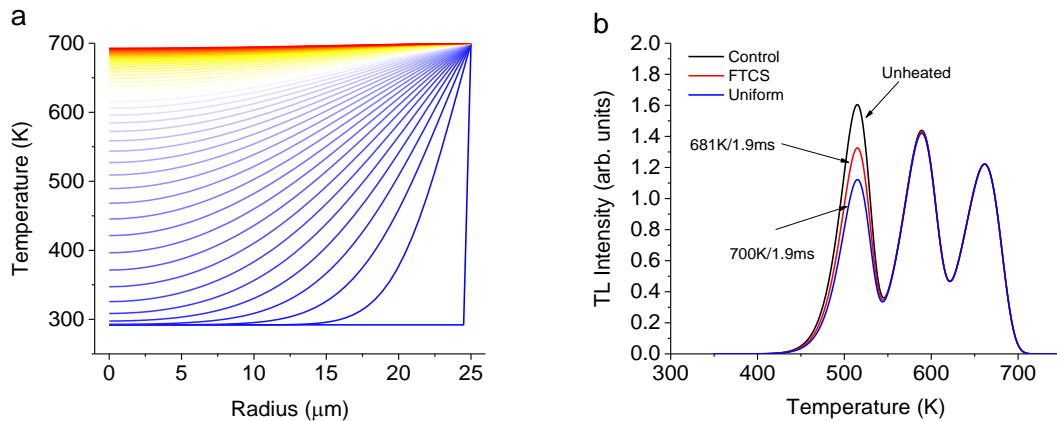 a
700
600
500
400
300
0
5
10
15
20
25
Temperature (K)
Radius (μm)
b
2.0
1.8
1.6
1.4
1.2
1.0
0.8
0.6
0.4
0.2
0.0
300
400
500
600
700
TL Intensity (arb. units)
Temperature (K)
Control
FTCS
Uniform
Unheated
681K/1.9ms
700K/1.9ms